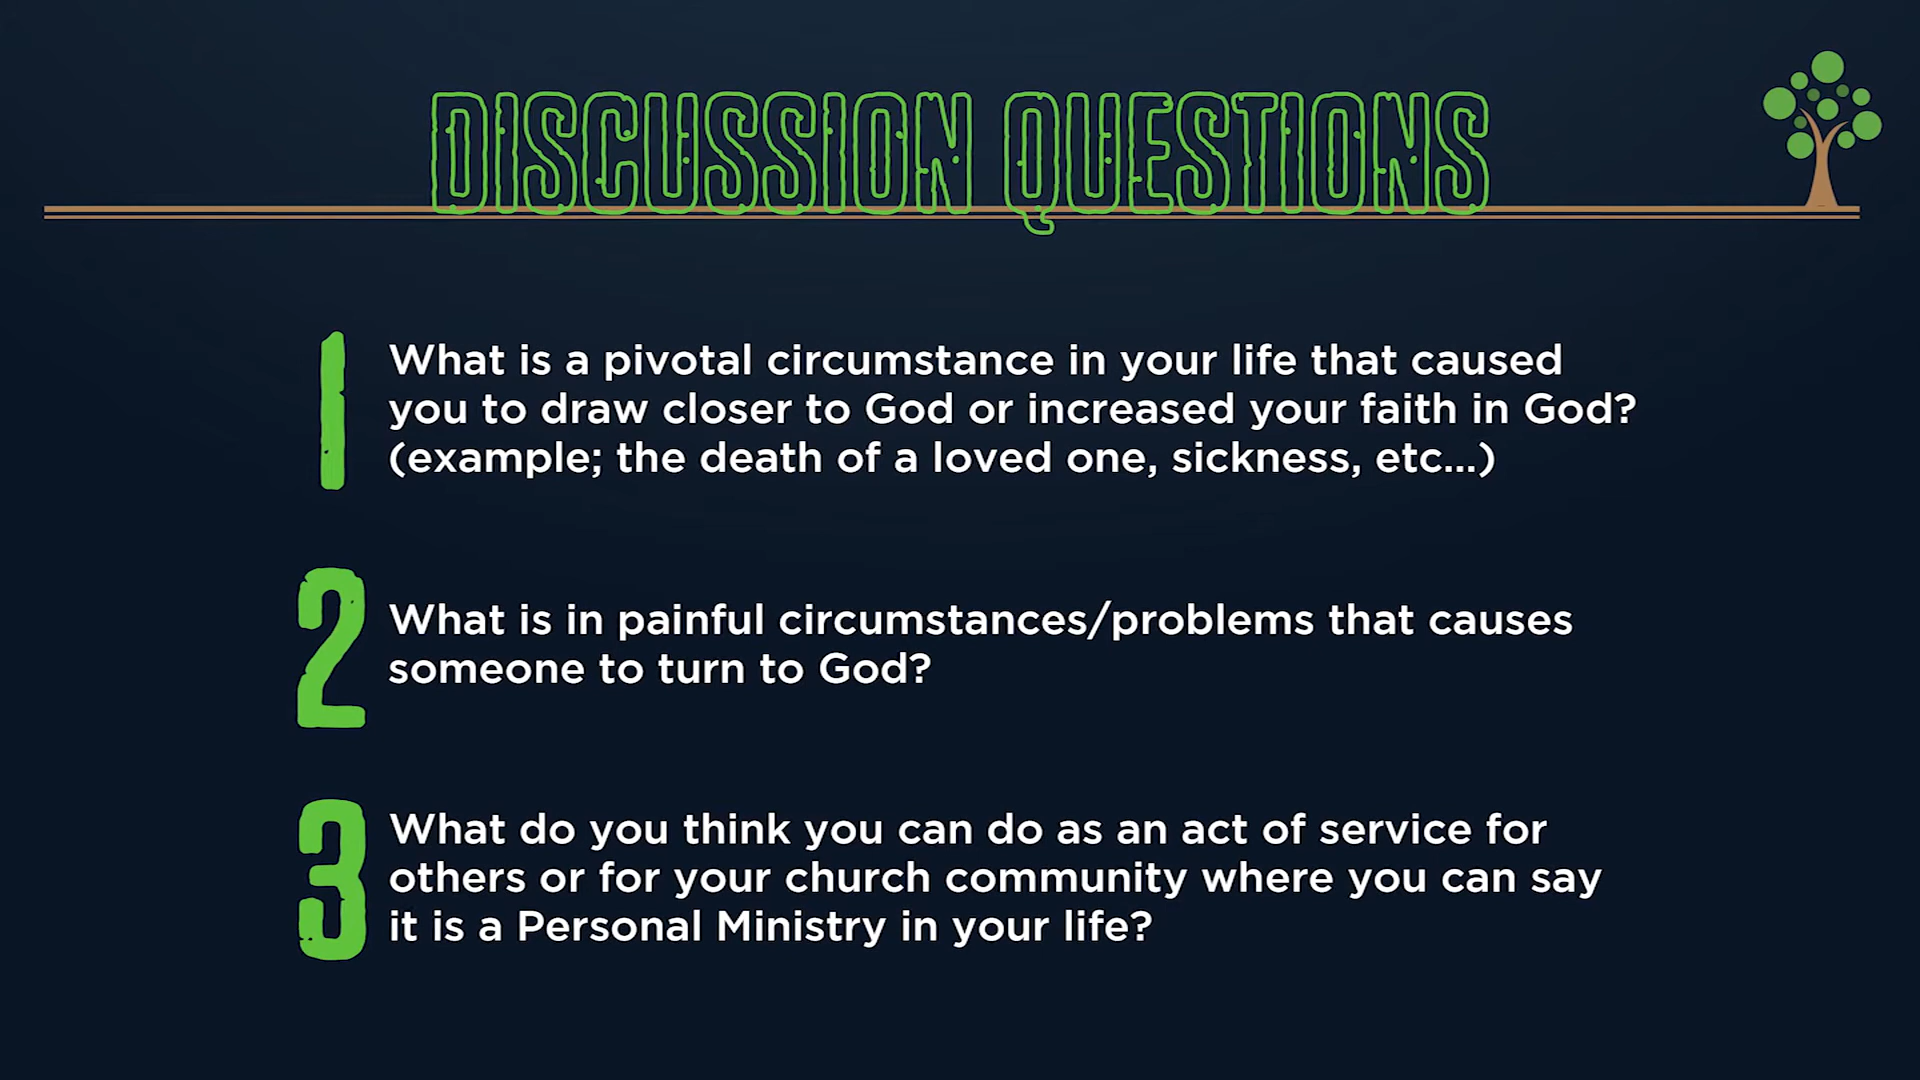 DISCUSSION QUESTIONS
1 What is a pivotal circumstance in your life that caused
you to draw closer to God or increased your faith in God?
(example; the death of a loved one, sickness, etc...)
2 What is in painful circumstances/problems that causes
someone to turn to God?
3 What do you think you can do as an act of service for
others or for your church community where you can say
it is a Personal Ministry in your life?